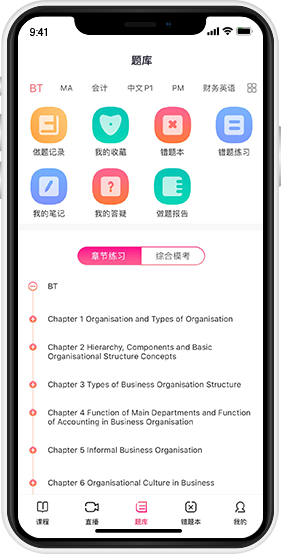 9:41
题库
BT MA 会计 中文P1 PM 财务英语
做题记录 我的收藏 错题本 错题练习
我的笔记 我的答疑 做题报告
章节练习 综合模考
BT
Chapter 1 Organisation and Types of Organisation
Chapter 2 Hierarchy, Components and Basic
Organisational Structure Concepts
Chapter 3 Types of Business Organisation Structure
Chapter 4 Function of Main Departments and Function
of Accounting in Business Organisation
Chapter 5 Informal Business Organisation
Chapter 6 Organisational Culture in Business
课程 直播 题库 错题本 我的